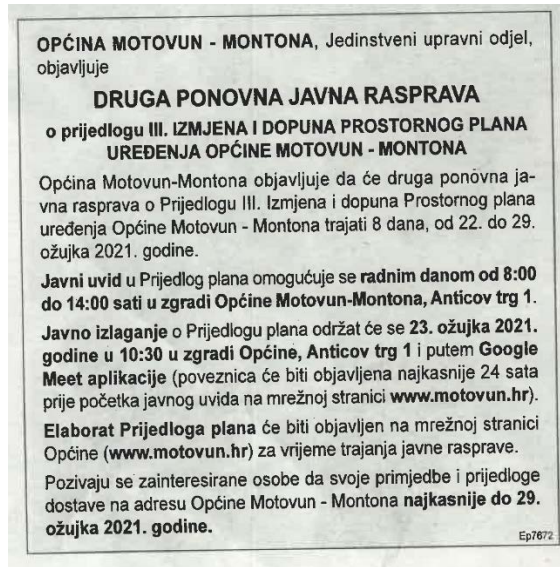 OPĆINA MOTOVUN - MONTONA, Jedinstveni upravni odjel,
objavljuje
DRUGA PONOVNA JAVNA RASPRAVA
o prijedlogu III. IZMJENA I DOPUNA PROSTORNOG PLANA
UREĐENJA OPĆINE MOTOVUN - MONTONA
Općina Motovun-Montona objavljuje da će druga ponovna ja-
vna rasprava o Prijedlogu III. Izmjena i dopuna Prostornog plana
uređenja Općine Motovun - Montona trajati 8 dana, od 22. do 29.
ožujka 2021. godine.
Javni uvid u Prijedlog plana omogućuje se radnim danom od 8:00
do 14:00 sati u zgradi Općine Motovun-Montona, Anticov trg 1.
Javno izlaganje o Prijedlogu plana održat će se 23. ožujka 2021.
godine u 10:30 u zgradi Općine, Anticov trg 1 i putem Google
Meet aplikacije (poveznica će biti objavljena najkasnije 24 sata
prije početka javnog uvida na mrežnoj stranici www.motovun.hr).
Elaborat Prijedloga plana će biti objavljen na mrežnoj stranici
Općine (www.motovun.hr) za vrijeme trajanja javne rasprave.
Pozivaju se zainteresirane osobe da svoje primjedbe i prijedloge
dostave na adresu Općine Motovun - Montona najkasnije do 29.
ožujka 2021. godine.
Ep7672